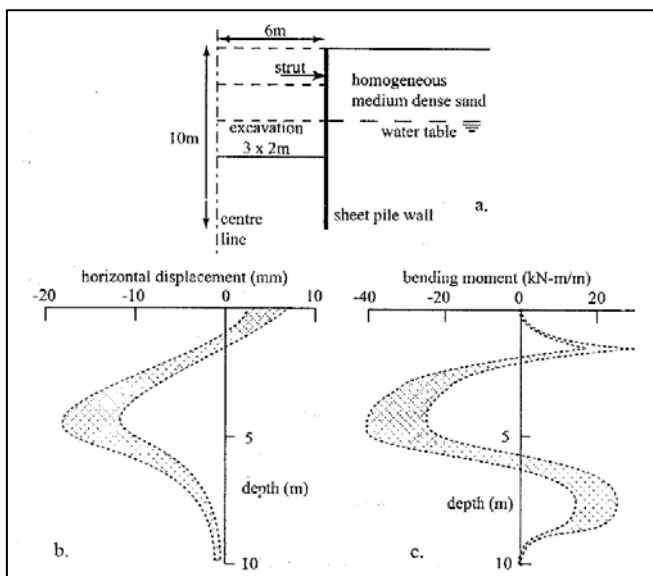 6m
strut
homogeneous
medium dense sand
10m
excavation
water table
3 x 2m
centre
line
sheet pile wall
a.
horizontal displacement (mm)
-20 -10 0 10
5
depth (m)
10
b.
bending moment (kN-m/m)
-40 -20 0 20
5
depth (m)
10
c.